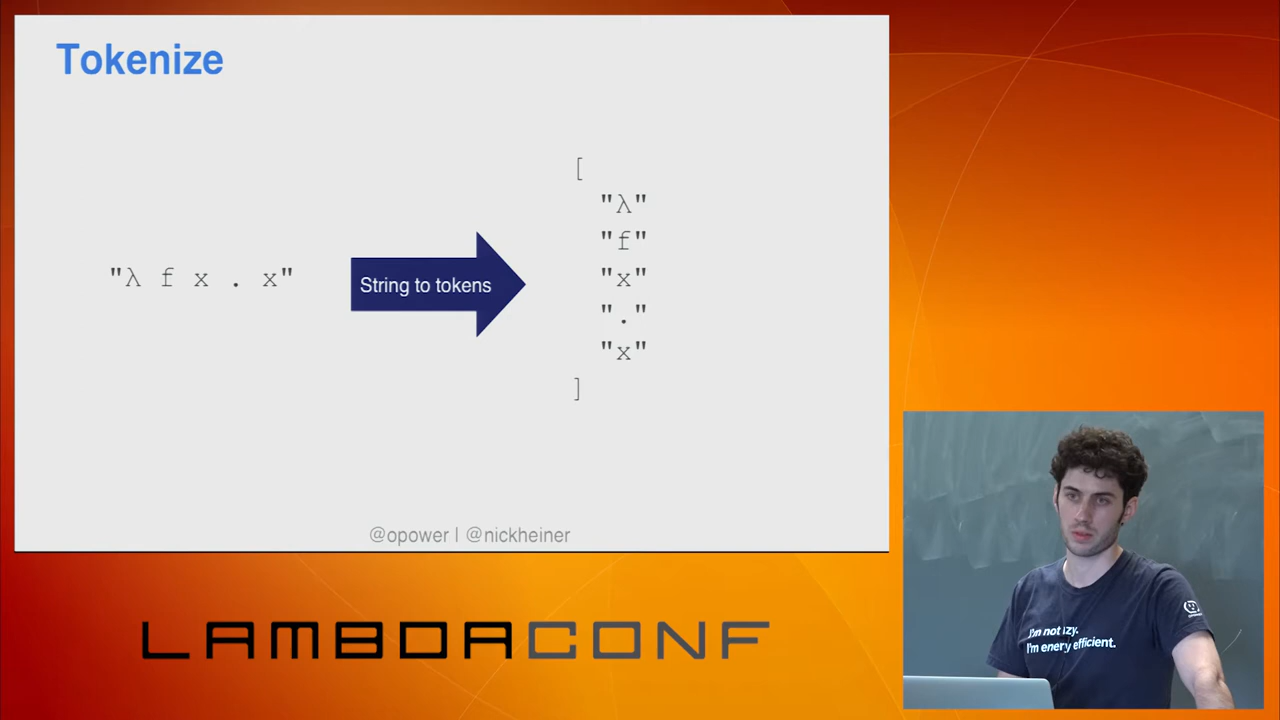 Tokenize
"λ f x . x"
String to tokens
[
"λ"
"f"
"x"
"."
"x"
]
@opower | @nickheiner
LAMBDACONF
I'm not lazy.
I'm energy efficient.